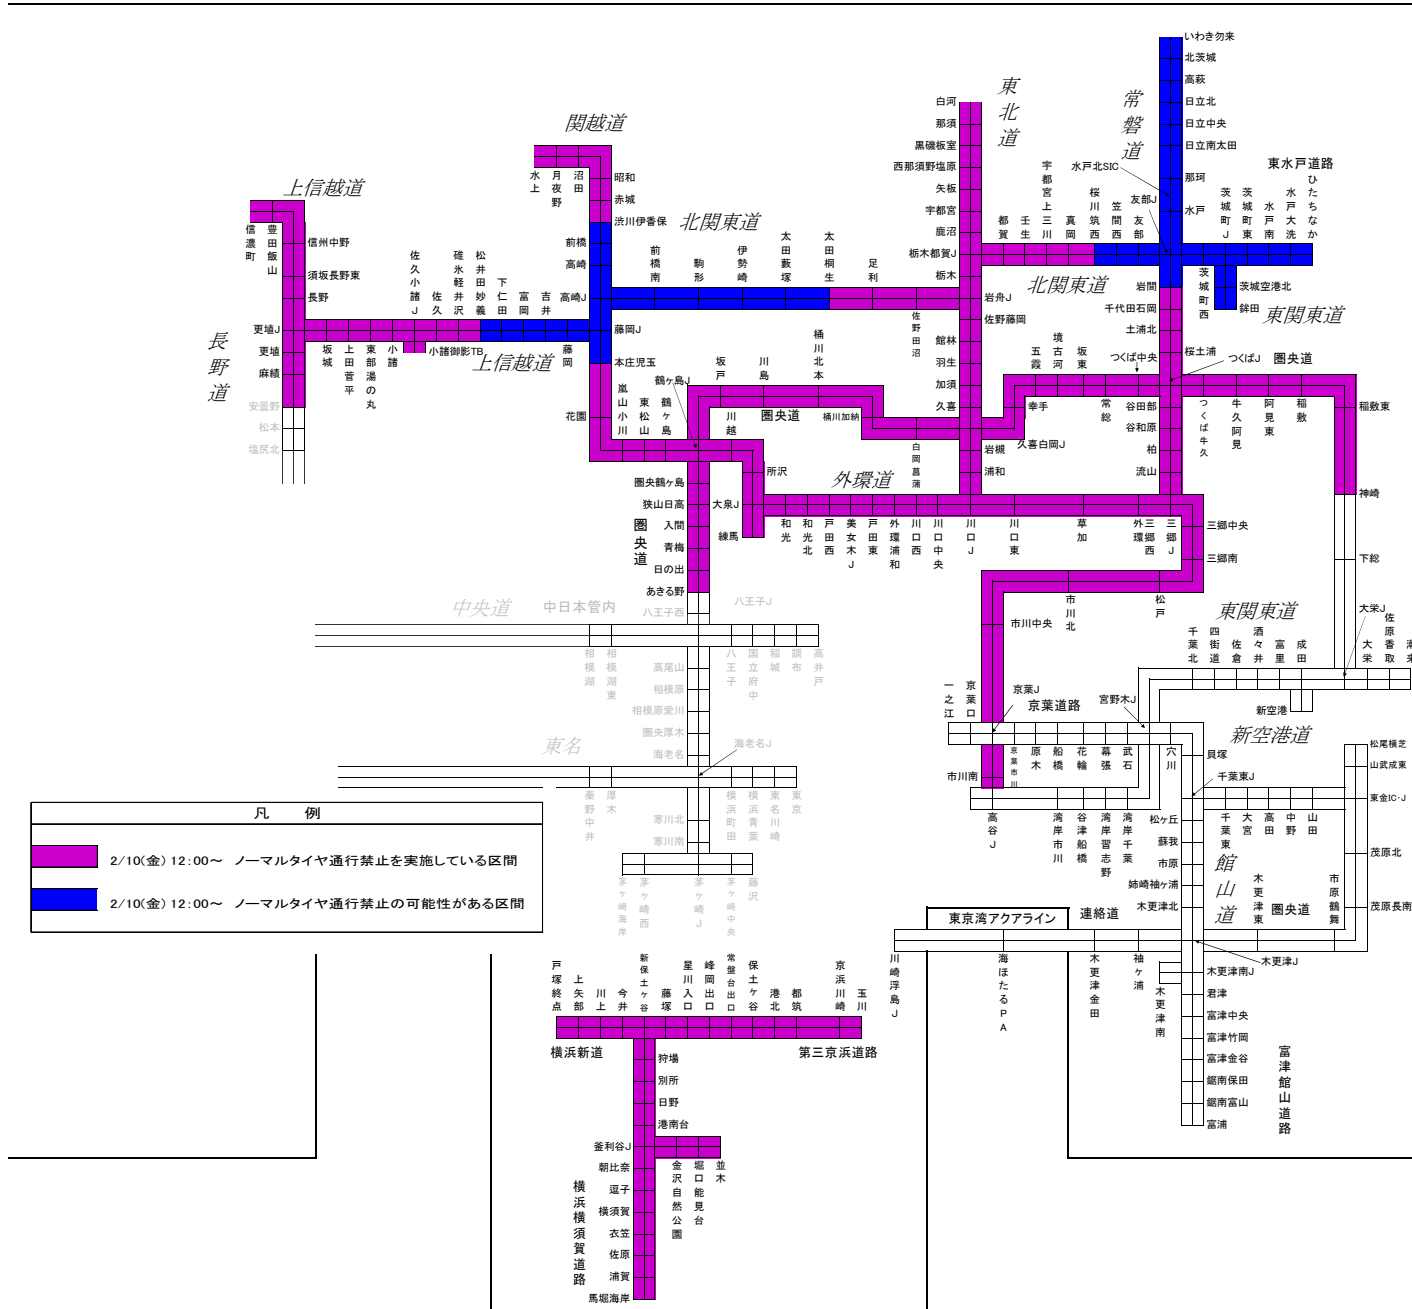 いわき勿来
北茨城
高萩
日立北
日立中央
日立南太田
那珂
水戸
水戸北SIC
友部J
常磐道
東水戸道路
ひたちなか
水戸大洗
水戸南
茨城町東
茨城町J
茨城町西
茨城空港北
鉾田
東関東道
東北道
白河
那須
黒磯板室
西那須野塩原
矢板
宇都宮
鹿沼
栃木都賀J
栃木
岩舟J
佐野藤岡
館林
羽生
加須
久喜
岩槻
浦和
都賀
壬生
宇都宮上三川
真岡
桜川筑西
笠間西
友部
北関東道
岩間
千代田石岡
土浦北
桜土浦
つくばJ
圏央道
谷田部
谷和原
柏
流山
関越道
水上
月夜野
沼田
昭和
赤城
渋川伊香保
前橋
高崎
高崎J
藤岡J
本庄児玉
花園
嵐山小川
東松山
鶴ヶ島
鶴ヶ島J
川越
所沢
大泉J
練馬
北関東道
前橋南
駒形
伊勢崎
太田藪塚
太田桐生
足利
佐野田沼
上信越道
信濃町
豊田飯山
信州中野
須坂長野東
長野
更埴J
更埴
麻績
安曇野
松本
塩尻北
長野道
坂城
上田菅平
東部湯の丸
小諸
佐久小諸J
佐久
小諸御影TB
碓氷軽井沢
松井田妙義
下仁田
富岡
吉井
藤岡
上信越道
坂戸
川島
桶川北本
圏央道
桶川加納
白岡菖蒲
久喜白岡J
幸手
五霞
境古河
坂東
つくば中央
常総
つくば牛久
牛久阿見
阿見東
稲敷
稲敷東
神崎
下総
大栄J
外環道
和光
和光北
戸田西
美女木J
戸田東
外環浦和
川口西
川口中央
川口J
川口東
草加
外環三郷西
三郷J
三郷中央
三郷南
松戸
市川北
市川中央
京葉J
市川南
高谷J
圏央鶴ヶ島
狭山日高
入間
青梅
日の出
あきる野
八王子西
八王子J
圏央道
中央道
中日本管内
相模湖
相模湖東
八王子
国立府中
稲城
調布
高井戸
高尾山
相模原
相模原愛川
圏央厚木
海老名
海老名J
東名
秦野中井
厚木
横浜町田
横浜青葉
東名川崎
東京
寒川北
寒川南
茅ヶ崎海岸
茅ヶ崎西
茅ヶ崎J
茅ヶ崎中央
藤沢
東関東道
千葉北
四街道
佐倉
酒々井
富里
成田
大栄
佐原香取
潮来
新空港
新空港道
一之江
京葉口
京葉道路
京葉市川
原木
船橋
花輪
幕張
武石
宮野木J
穴川
貝塚
千葉東J
湾岸市川
谷津船橋
湾岸習志野
湾岸千葉
松ヶ丘
蘇我
市原
姉崎袖ヶ浦
木更津北
館山道
千葉東
大宮
高田
中野
山田
松尾横芝
山武成東
東金IC・J
茂原北
茂原長南
市原鶴舞
圏央道
木更津東
木更津J
東京湾アクアライン
連絡道
川崎浮島J
海ほたるPA
木更津金田
袖ヶ浦
木更津南
木更津南J
君津
富津中央
富津竹岡
富津金谷
鋸南保田
鋸南富山
富浦
富津館山道路
凡　例
2/10(金) 12:00～　ノーマルタイヤ通行禁止を実施している区間
2/10(金) 12:00～　ノーマルタイヤ通行禁止の可能性がある区間
戸塚終点
上矢部
川上
今井
新保土ヶ谷
藤塚
星川入口
峰岡出口
常盤台出口
保土ケ谷
港北
都筑
京浜川崎
玉川
横浜新道
第三京浜道路
狩場
別所
日野
港南台
釜利谷J
朝比奈
逗子
横須賀
衣笠
佐原
浦賀
馬堀海岸
金沢自然公園
堀口能見台
並木
横浜横須賀道路